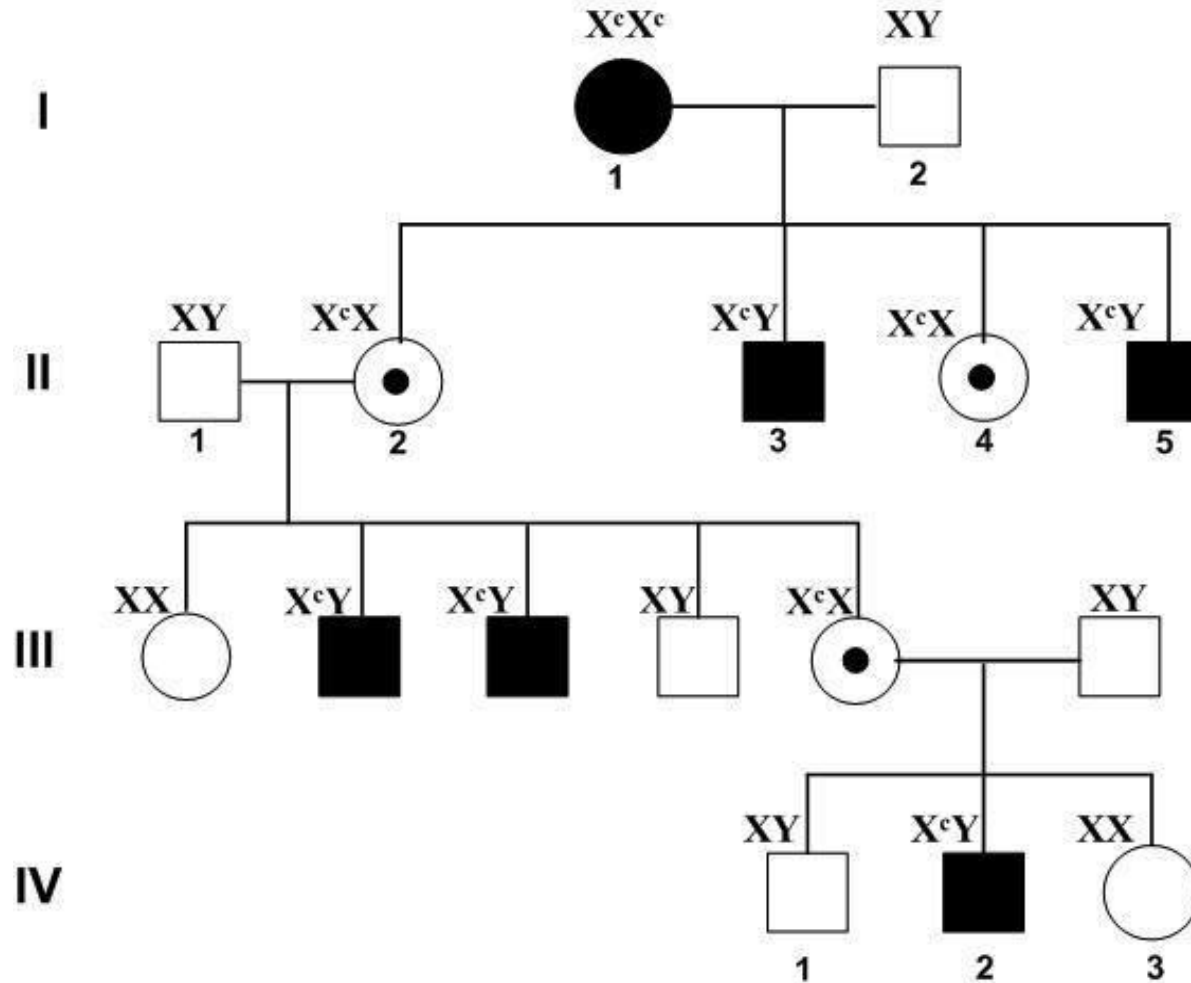 XᶜXᶜ XY
I
1 2
XY XᶜX XᶜY XᶜX XᶜY
II
1 2 3 4 5
XX XᶜY XᶜY XY XᶜX XY
III
XY XᶜY XX
IV
1 2 3